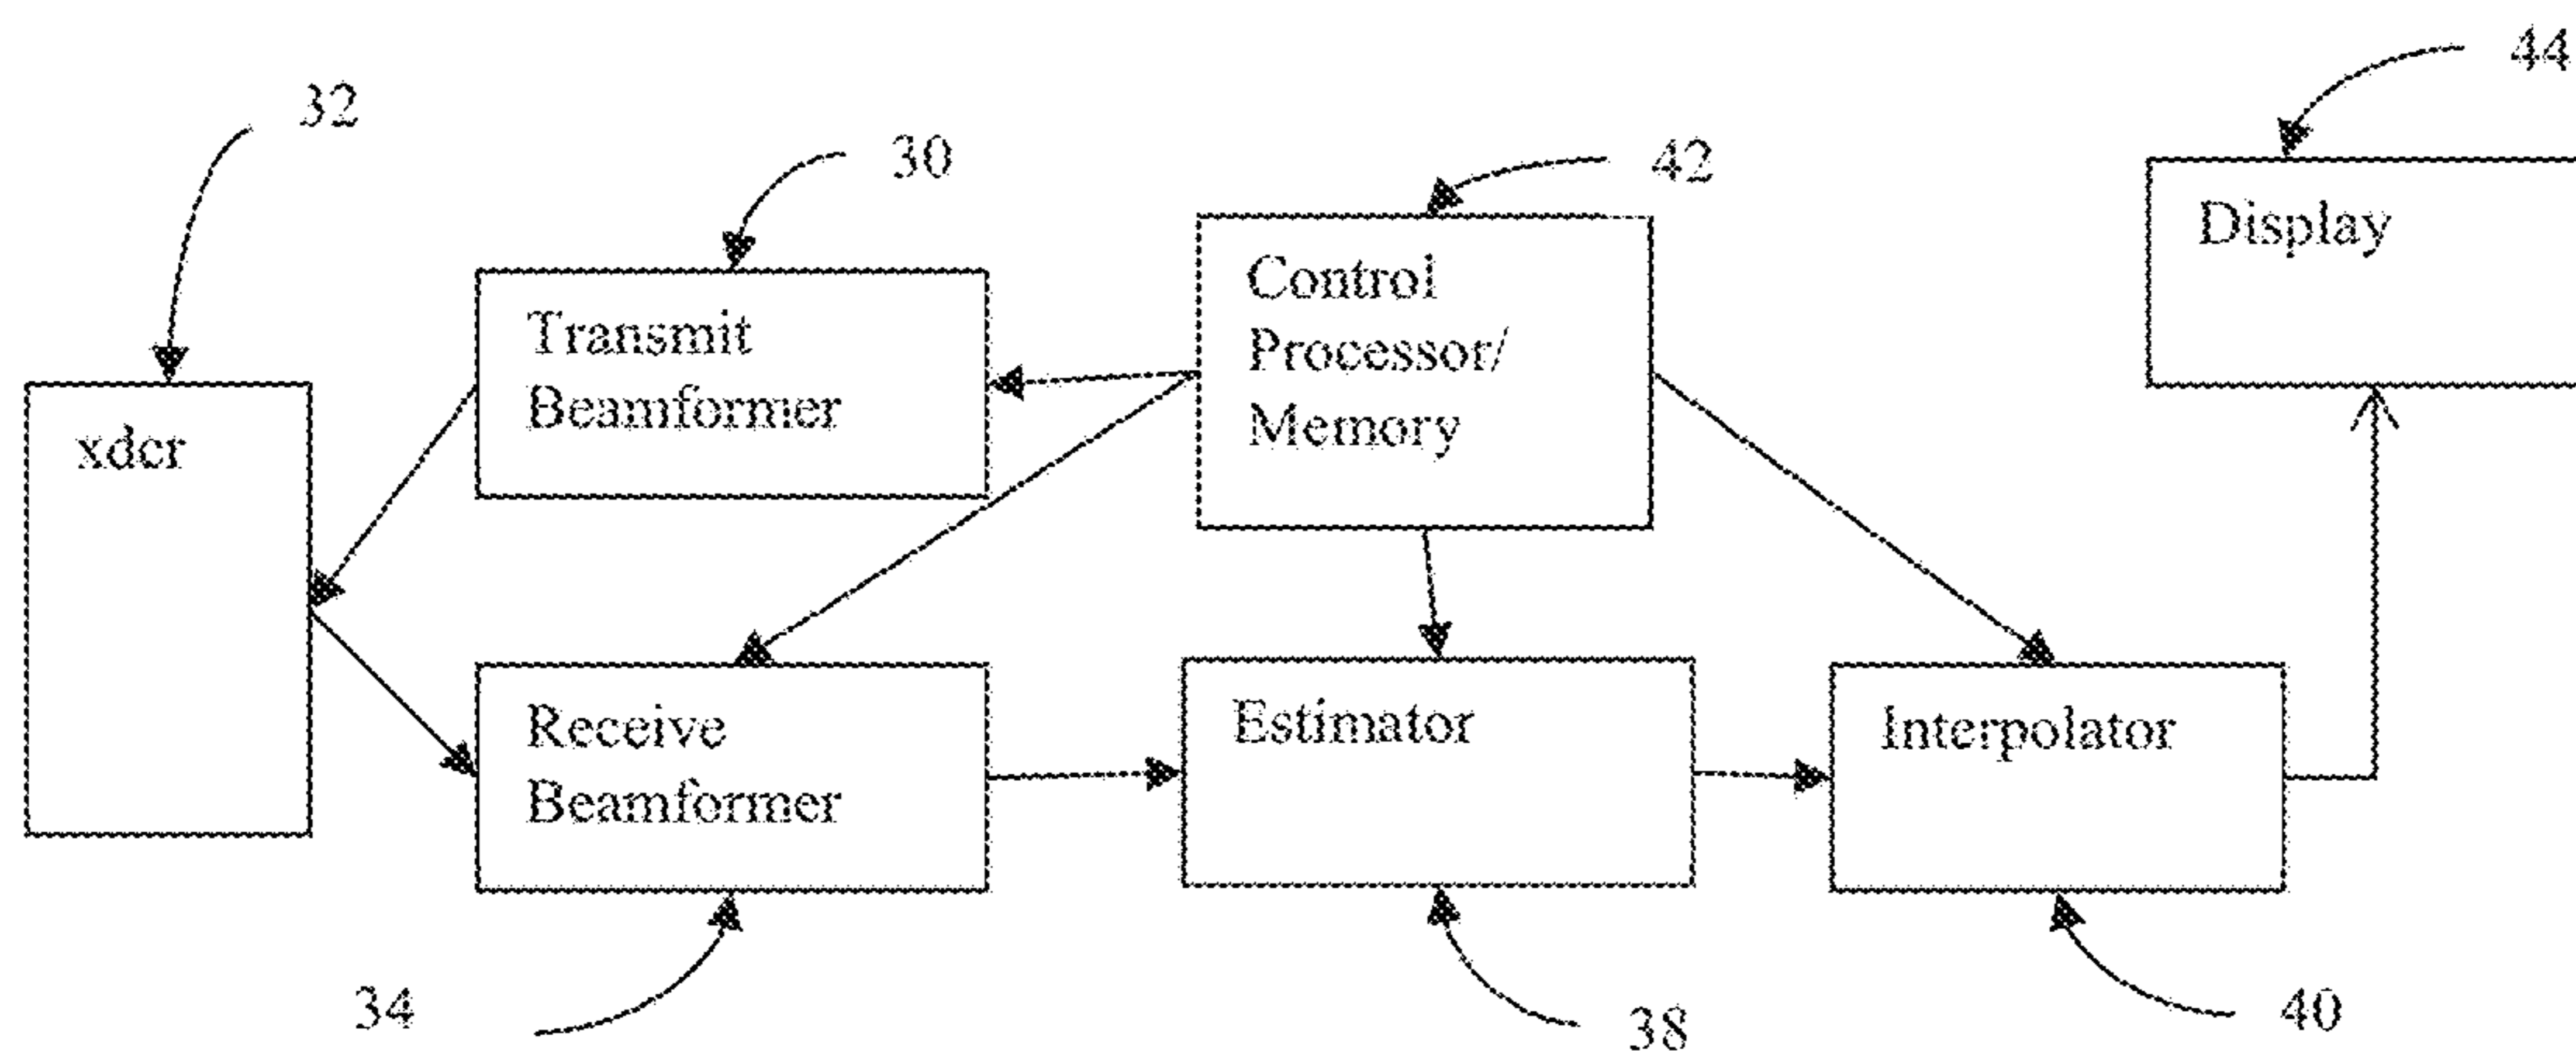 44
32
30
42
Display
Control
Processor/
Memory
Transmit
Beamformer
xdcr
Receive
Beamformer
Estimator
Interpolator
34
38
40